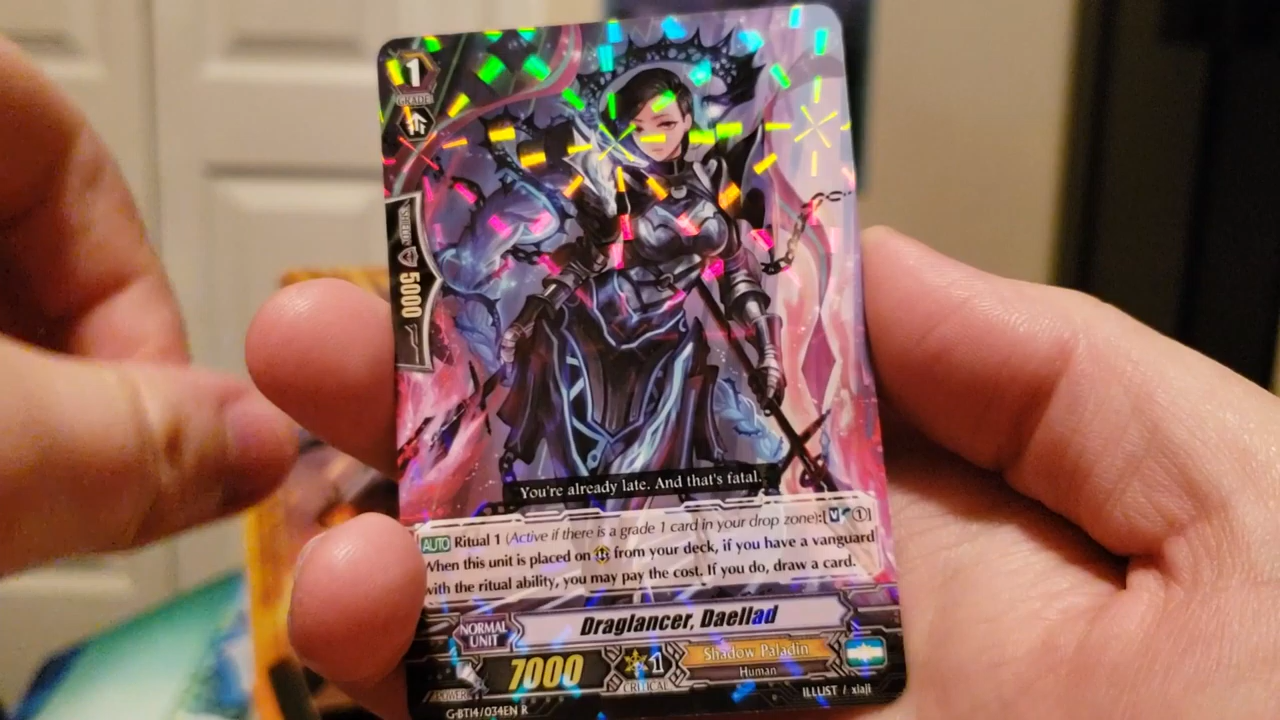 1
GRADE
SHIELD
5000
You're already late. And that's fatal.
AUTO Ritual 1 (Active if there is a grade 1 card in your drop zone):[ ①]
When this unit is placed on from your deck, if you have a vanguard
with the ritual ability, you may pay the cost. If you do, draw a card.
NORMAL UNIT
Draglancer, Daellad
POWER 7000
1 CRITICAL
Shadow Paladin
Human
G-BT14/034EN R
ILLUST / xiaji